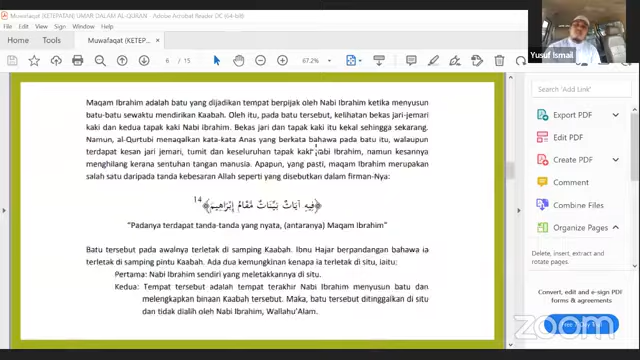 Muwafaqat (KETEPATAN) UMAR DALAM AL-QURAN.pdf - Adobe Acrobat Reader DC (64-bit)
File Edit View Sign Window Help
Home Tools Muwafaqat (KETEP... ×
6 / 15 67.2%
Yusuf Ismail
Maqam Ibrahim adalah batu yang dijadikan tempat berpijak oleh Nabi Ibrahim ketika menyusun
batu-batu sewaktu mendirikan Kaabah. Oleh itu, pada batu tersebut, kelihatan bekas jari-jemari
kaki dan kedua tapak kaki Nabi Ibrahim. Bekas jari dan tapak kaki itu kekal sehingga sekarang.
Namun, al-Qurtubi menaqalkan kata-kata Anas yang berkata bahawa pada batu itu, walaupun
terdapat kesan jari jemari, tumit dan keseluruhan tapak kaki Nabi Ibrahim, namun kesannya
menghilang kerana sentuhan tangan manusia. Apapun, yang pasti, maqam Ibrahim merupakan
salah satu daripada tanda kebesaran Allah seperti yang disebutkan dalam firman-Nya:
﴿فِيهِ آيَاتٌ بَيِّنَاتٌ مَّقَامُ إِبْرَاهِيمَ﴾ 14
“Padanya terdapat tanda-tanda yang nyata, (antaranya) Maqam Ibrahim”
Batu tersebut pada awalnya terletak di samping Kaabah. Ibnu Hajar berpandangan bahawa ia
terletak di samping pintu Kaabah. Ada dua kemungkinan kenapa ia terletak di situ, iaitu:
Pertama: Nabi Ibrahim sendiri yang meletakkannya di situ.
Kedua: Tempat tersebut adalah tempat terakhir Nabi Ibrahim menyusun batu dan
melengkapkan binaan Kaabah tersebut. Maka, batu tersebut ditinggalkan di situ
dan tidak dialih oleh Nabi Ibrahim, Wallahu'Alam.
Search 'Add Link'
Export PDF
Edit PDF
Create PDF
Comment
Combine Files
Organize Pages
Delete, insert, extract and
rotate pages.
Convert, edit and e-sign PDF
forms & agreements
Free 7-Day Trial
zoom